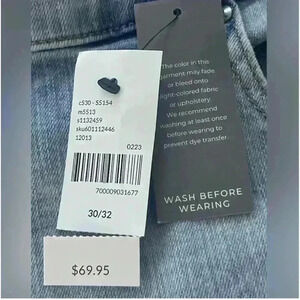 c530 - S5154
m5513
s1132459
sku601112446
12013
0223
700009031677
30/32
$69.95
The color in this
garment may fade
or bleed onto
light-colored fabric
or upholstery.
We recommend
washing at least once
before wearing to
prevent dye transfer.
WASH BEFORE
WEARING